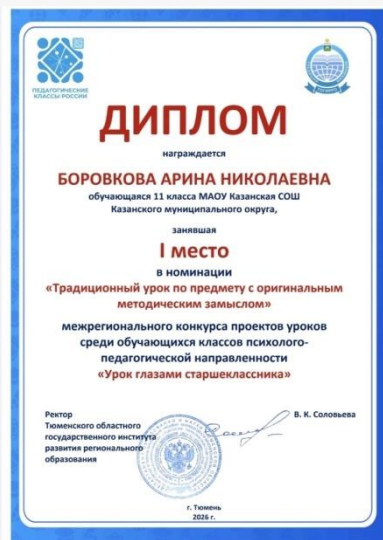 ПЕДАГОГИЧЕСКИЕ
КЛАССЫ РОССИИ
ДИПЛОМ
награждается
БОРОВКОВА АРИНА НИКОЛАЕВНА
обучающаяся 11 класса МАОУ Казанская СОШ
Казанского муниципального округа,
занявшая
I место
в номинации
«Традиционный урок по предмету с оригинальным
методическим замыслом»
межрегионального конкурса проектов уроков
среди обучающихся классов психолого-
педагогической направленности
«Урок глазами старшеклассника»
Ректор
Тюменского областного
государственного института
развития регионального
образования
В. К. Соловьева
г. Тюмень
2026 г.